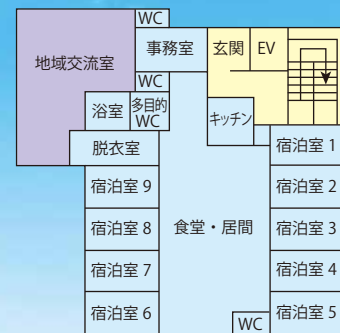 WC
地域交流室
事務室
玄関
EV
WC
浴室
多目的
WC
キッチン
脱衣室
宿泊室 1
宿泊室 9
宿泊室 2
宿泊室 8
食堂・居間
宿泊室 3
宿泊室 7
宿泊室 4
宿泊室 6
WC
宿泊室 5